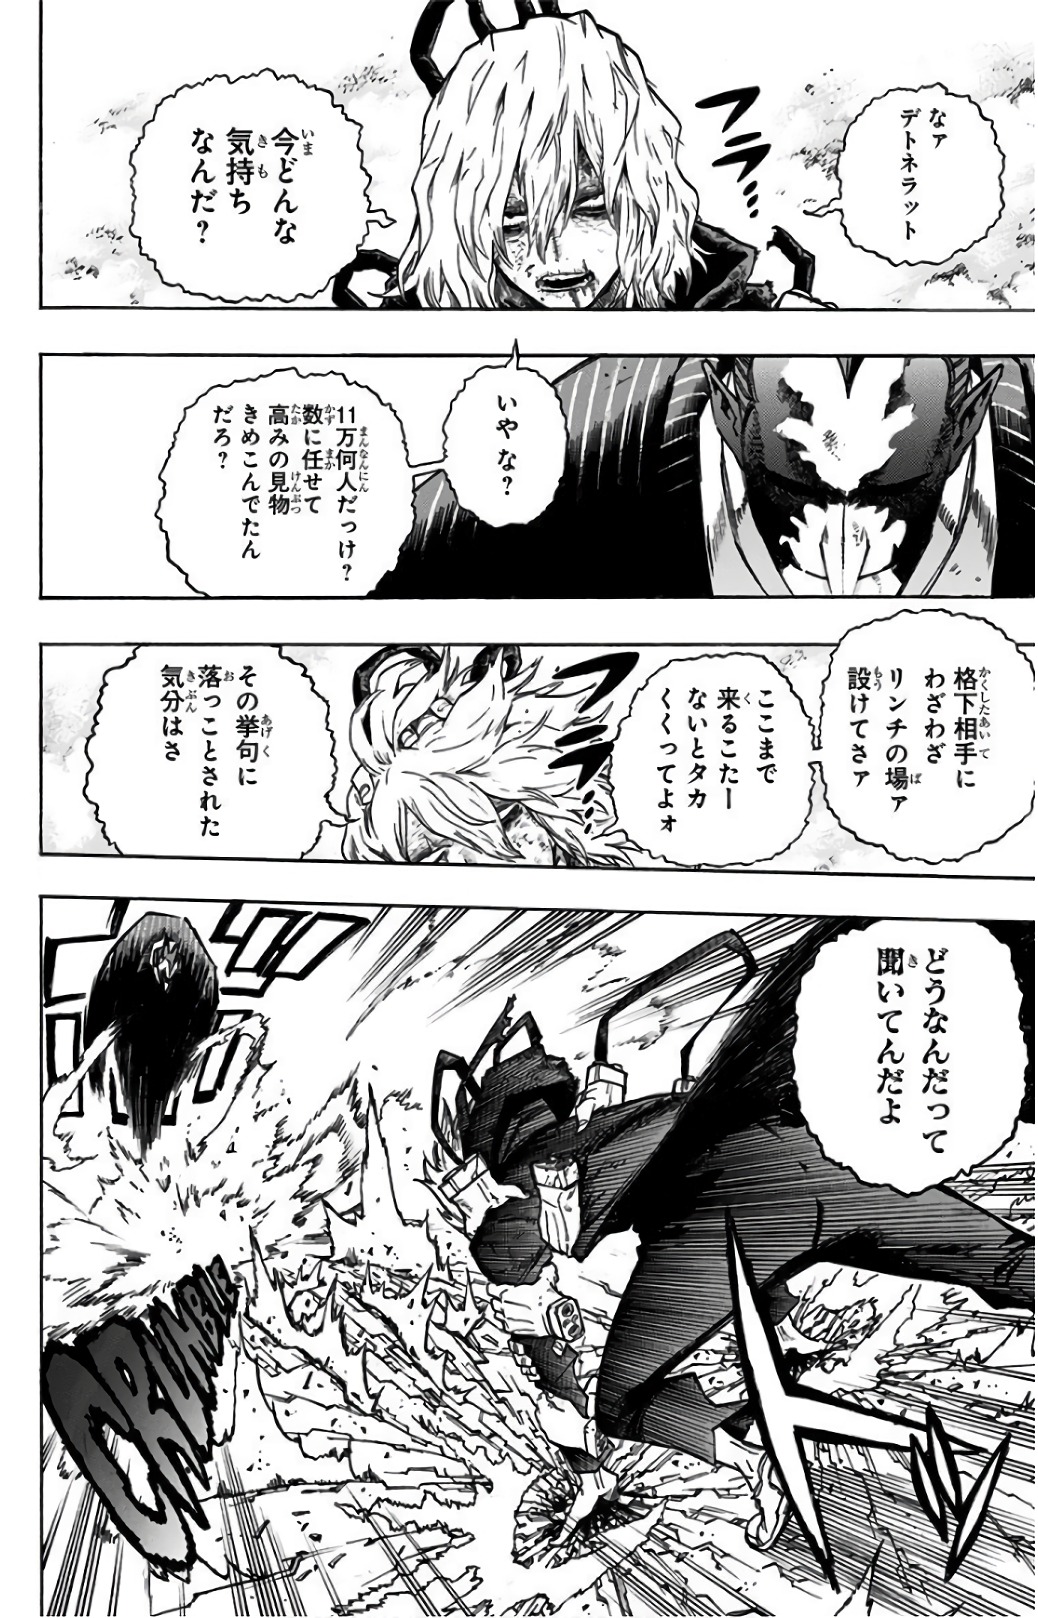 なァ
デトネラット
今どんな
気持ち
なんだ?
いやな?
11万何人だっけ?
数に任せて
高みの見物
きめこんでたん
だろ?
格下相手に
わざわざ
リンチの場ァ
設けてさァ
ここまで
来るこたー
ないとタカ
くくってよォ
その挙句に
落っことされた
気分はさ
どうなんだって
聞いてんだよ
CRUMBLE